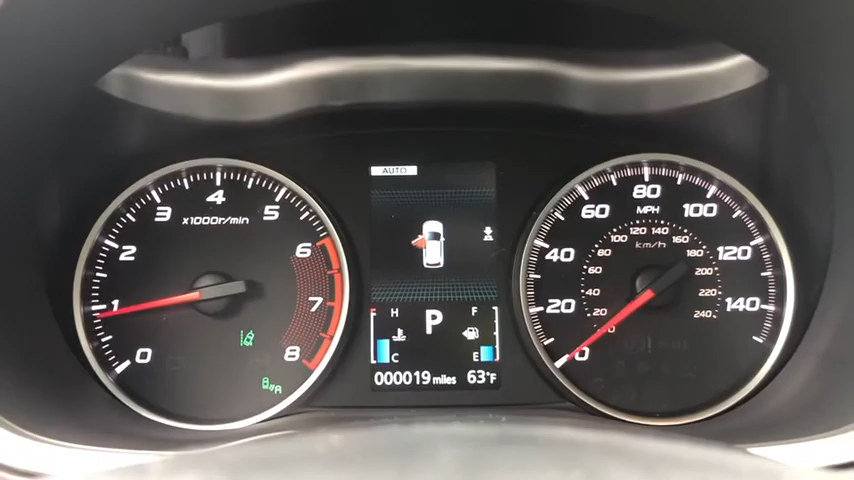 AUTO
4
3
5
x1000r/min
2
6
1
7
0
8
A
H
F
P
C
E
000019 miles 63°F
80
60
MPH
100
120 140
100
160
40
km/h
120
80
180
60
200
40
220
20
140
20
240
0